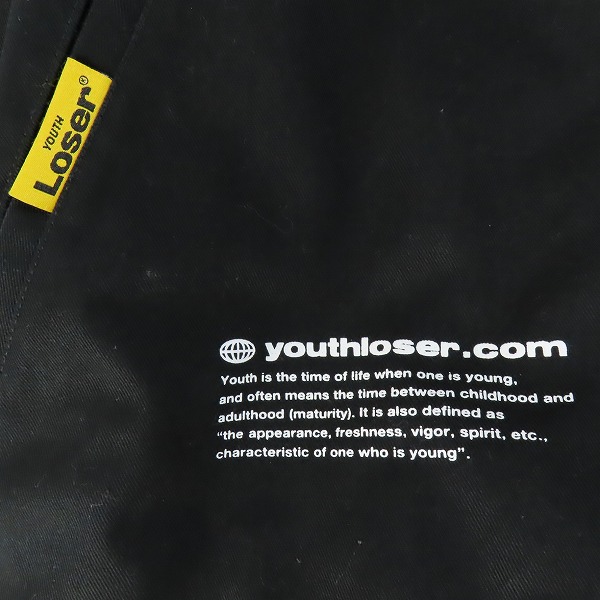 YOUTH
Loser®
youthloser.com
Youth is the time of life when one is young,
and often means the time between childhood and
adulthood (maturity). It is also defined as
“the appearance, freshness, vigor, spirit, etc.,
characteristic of one who is young”.